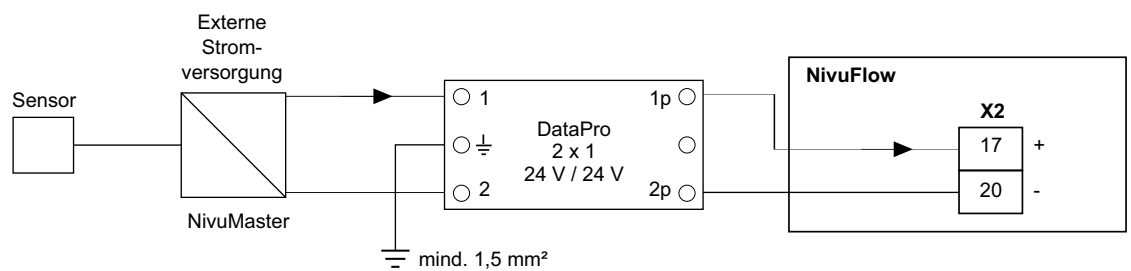 Externe
Strom-
versorgung
Sensor
NivuMaster
1
2
DataPro
2 x 1
24 V / 24 V
1p
2p
mind. 1,5 mm²
NivuFlow
X2
17 +
20 -